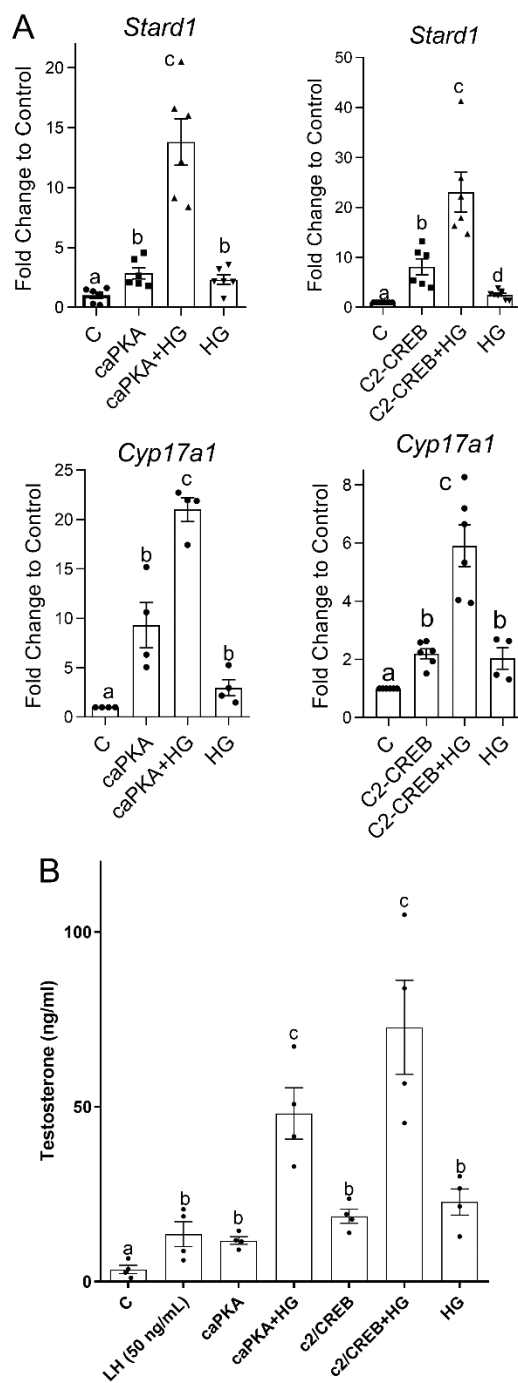 A
Stard1
Fold Change to Control
20
15
10
5
0
a
b
c
b
C
caPKA
caPKA+HG
HG
Stard1
Fold Change to Control
50
40
30
20
10
0
a
b
c
d
C
C2-CREB
C2-CREB+HG
HG
Cyp17a1
Fold Change to Control
25
20
15
10
5
0
a
b
c
b
C
caPKA
caPKA+HG
HG
Cyp17a1
Fold Change to Control
8
6
4
2
0
a
b
c
b
C
C2-CREB
C2-CREB+HG
HG
B
Testosterone (ng/ml)
100
50
0
a
b
b
c
b
c
b
C
LH (50 ng/mL)
caPKA
caPKA+HG
c2/CREB
c2/CREB+HG
HG